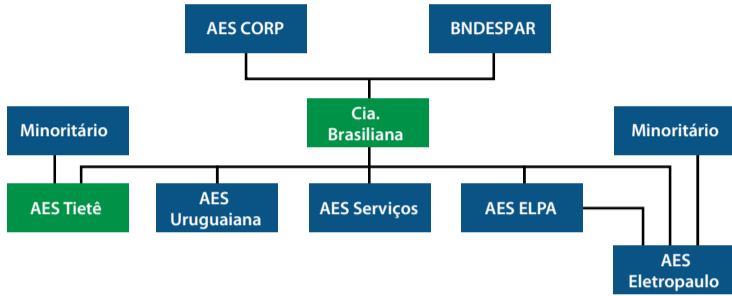 AES CORP
BNDESPAR
Cia.
Brasiliana
Minoritário
Minoritário
AES Tietê
AES
Uruguaiana
AES Serviços
AES ELPA
AES
Eletropaulo